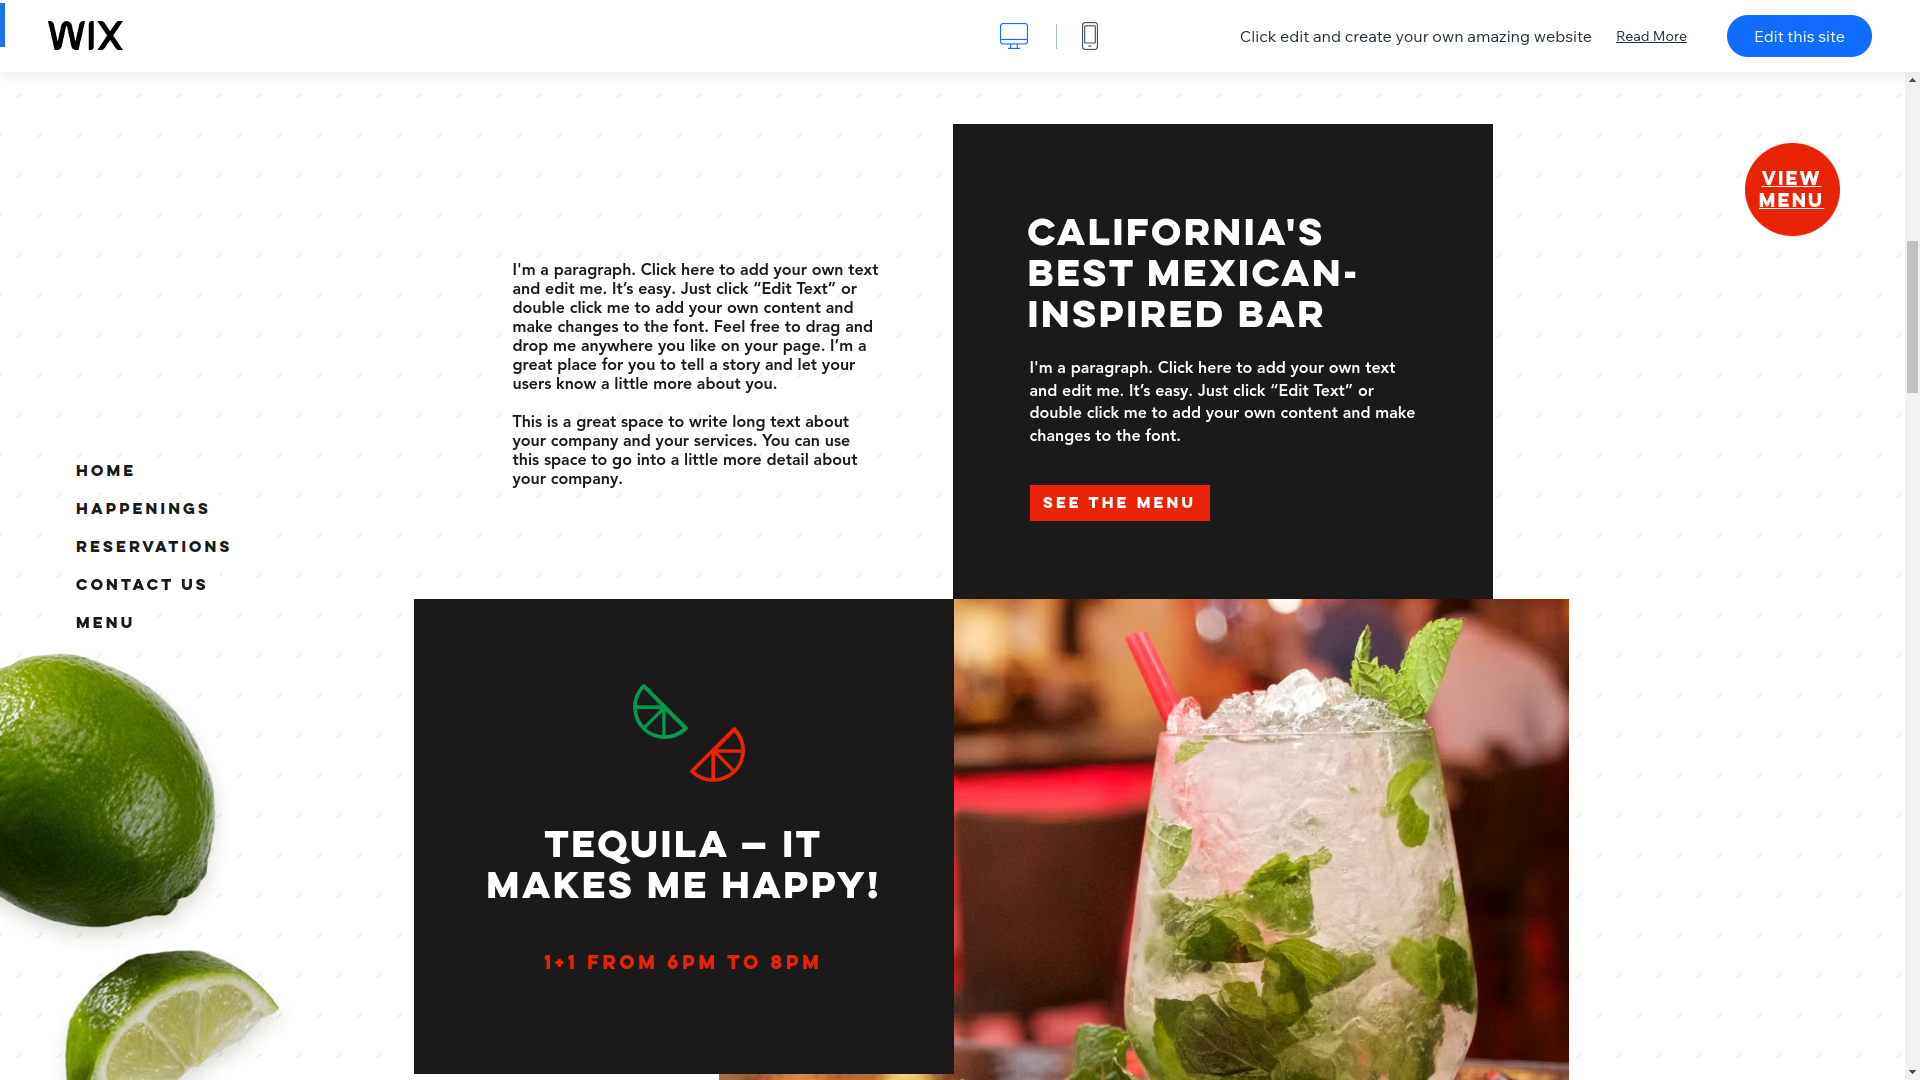 WIX
Click edit and create your own amazing website
Read More
Edit this site
VIEW
MENU
CALIFORNIA'S
BEST MEXICAN-
INSPIRED BAR
I'm a paragraph. Click here to add your own text
and edit me. It’s easy. Just click “Edit Text” or
double click me to add your own content and make
changes to the font.
SEE THE MENU
I'm a paragraph. Click here to add your own text
and edit me. It’s easy. Just click “Edit Text” or
double click me to add your own content and
make changes to the font. Feel free to drag and
drop me anywhere you like on your page. I’m a
great place for you to tell a story and let your
users know a little more about you.
This is a great space to write long text about
your company and your services. You can use
this space to go into a little more detail about
your company.
HOME
HAPPENINGS
RESERVATIONS
CONTACT US
MENU
TEQUILA – IT
MAKES ME HAPPY!
1+1 FROM 6PM TO 8PM